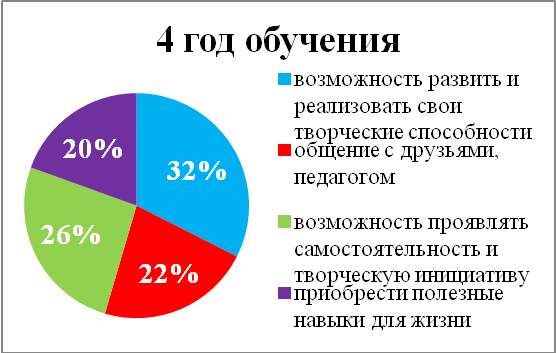 4 год обучения
возможность развить и
реализовать свои
творческие способности
общение с друзьями,
педагогом
возможность проявлять
самостоятельность и
творческую инициативу
приобрести полезные
навыки для жизни
20%
32%
26%
22%